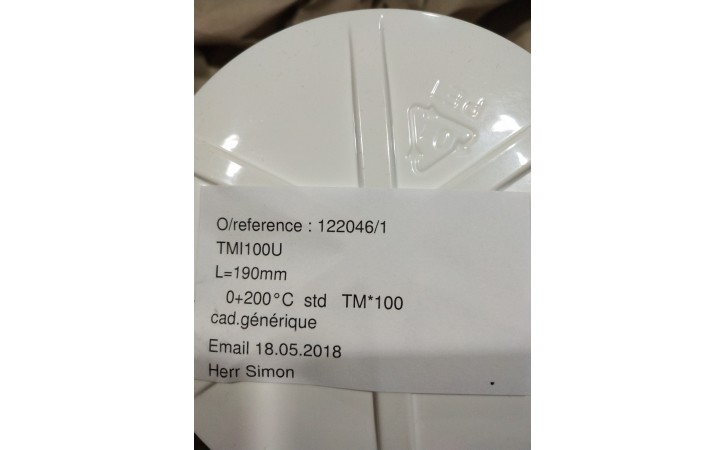 O/reference : 122046/1
TMI100U
L=190mm
0+200°C std TM*100
cad.générique
Email 18.05.2018
Herr Simon